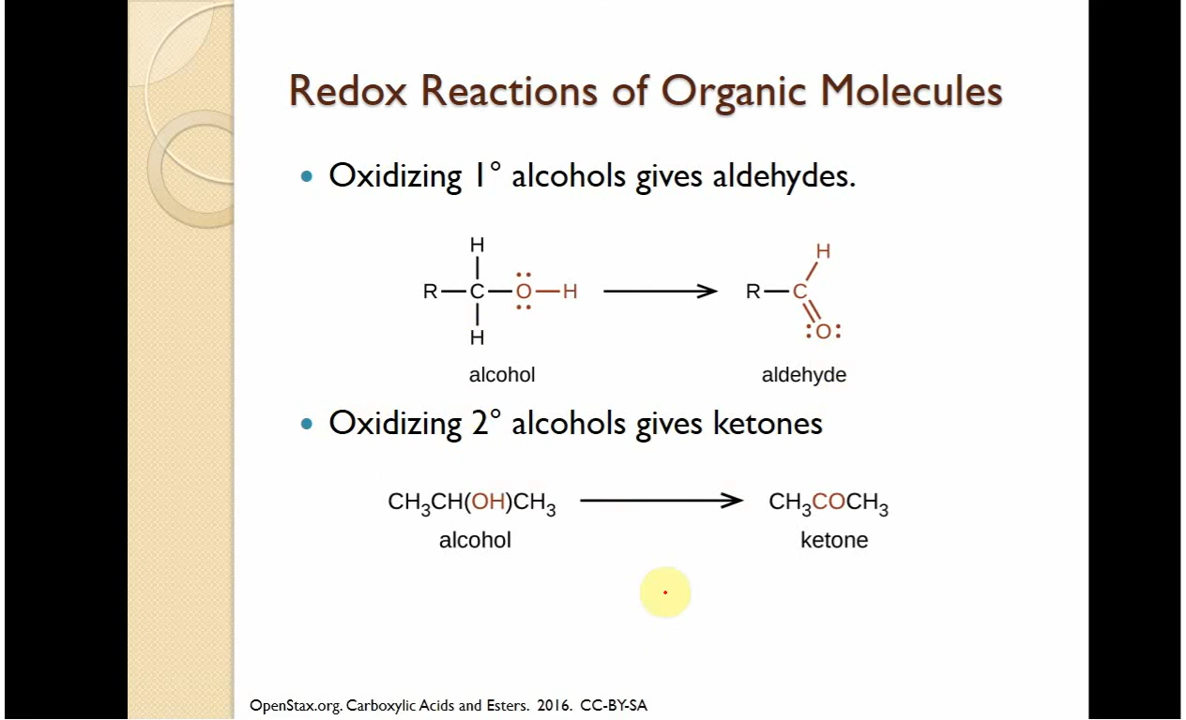 Redox Reactions of Organic Molecules
• Oxidizing 1° alcohols gives aldehydes.
H
H
R—C—O—H
R—C
H
:O:
alcohol
aldehyde
• Oxidizing 2° alcohols gives ketones
CH₃CH(OH)CH₃
CH₃COCH₃
alcohol
ketone
OpenStax.org. Carboxylic Acids and Esters. 2016. CC-BY-SA